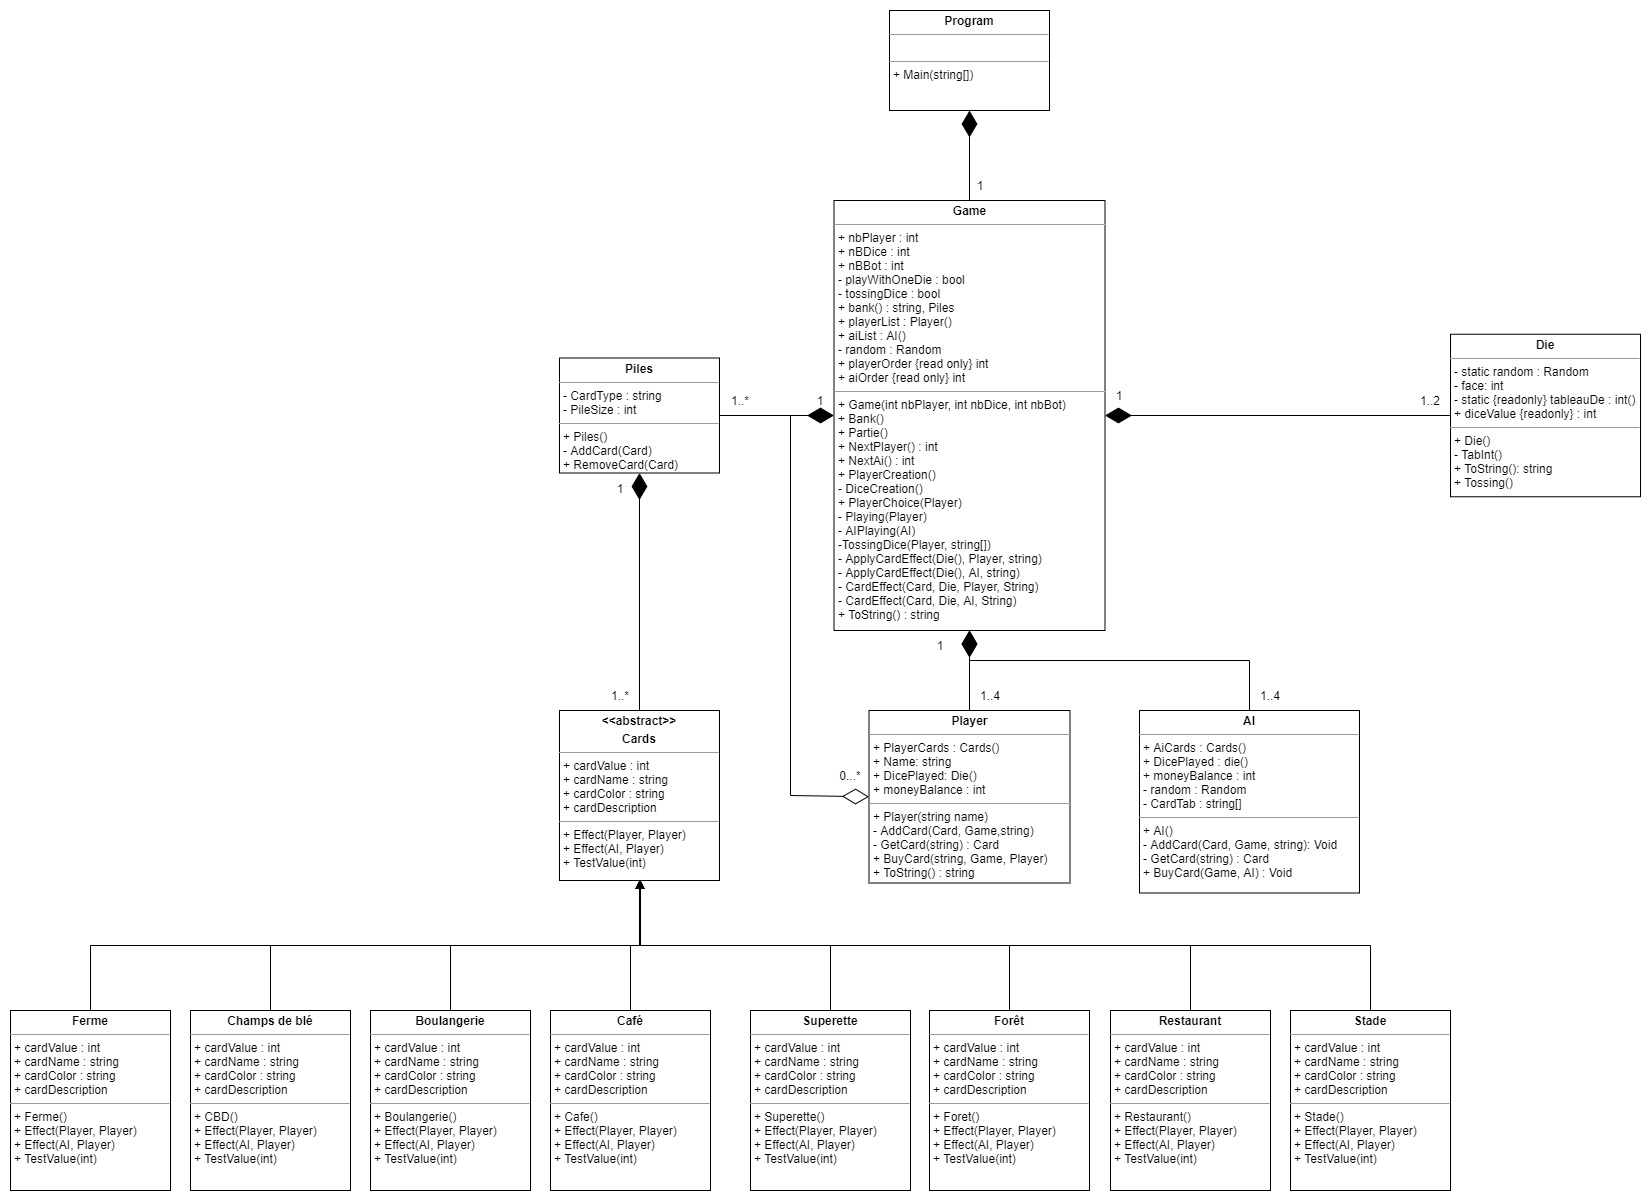 Program
+ Main(string[])
1
Game
+ nbPlayer : int
+ nBDice : int
+ nBBot : int
- playWithOneDie : bool
- tossingDice : bool
+ bank() : string, Piles
+ playerList : Player()
+ aiList : AI()
- random : Random
+ playerOrder {read only} int
+ aiOrder {read only} int
+ Game(int nbPlayer, int nbDice, int nbBot)
+ Bank()
+ Partie()
+ NextPlayer() : int
+ NextAi() : int
+ PlayerCreation()
- DiceCreation()
+ PlayerChoice(Player)
- Playing(Player)
- AIPlaying(AI)
-TossingDice(Player, string[])
- ApplyCardEffect(Die(), Player, string)
- ApplyCardEffect(Die(), AI, string)
- CardEffect(Card, Die, Player, String)
- CardEffect(Card, Die, AI, String)
+ ToString() : string
Piles
- CardType : string
- PileSize : int
+ Piles()
- AddCard(Card)
+ RemoveCard(Card)
1..*
1
1
1..2
Die
- static random : Random
- face: int
- static {readonly} tableauDe : int()
+ diceValue {readonly} : int
+ Die()
- TabInt()
+ ToString(): string
+ Tossing()
1
1..*
1
1..4
1..4
0...*
<<abstract>>
Cards
+ cardValue : int
+ cardName : string
+ cardColor : string
+ cardDescription
+ Effect(Player, Player)
+ Effect(AI, Player)
+ TestValue(int)
Player
+ PlayerCards : Cards()
+ Name: string
+ DicePlayed: Die()
+ moneyBalance : int
+ Player(string name)
- AddCard(Card, Game,string)
- GetCard(string) : Card
+ BuyCard(string, Game, Player)
+ ToString() : string
AI
+ AiCards : Cards()
+ DicePlayed : die()
+ moneyBalance : int
- random : Random
- CardTab : string[]
+ AI()
- AddCard(Card, Game, string): Void
- GetCard(string) : Card
+ BuyCard(Game, AI) : Void
Ferme
+ cardValue : int
+ cardName : string
+ cardColor : string
+ cardDescription
+ Ferme()
+ Effect(Player, Player)
+ Effect(AI, Player)
+ TestValue(int)
Champs de blé
+ cardValue : int
+ cardName : string
+ cardColor : string
+ cardDescription
+ CBD()
+ Effect(Player, Player)
+ Effect(AI, Player)
+ TestValue(int)
Boulangerie
+ cardValue : int
+ cardName : string
+ cardColor : string
+ cardDescription
+ Boulangerie()
+ Effect(Player, Player)
+ Effect(AI, Player)
+ TestValue(int)
Café
+ cardValue : int
+ cardName : string
+ cardColor : string
+ cardDescription
+ Cafe()
+ Effect(Player, Player)
+ Effect(AI, Player)
+ TestValue(int)
Superette
+ cardValue : int
+ cardName : string
+ cardColor : string
+ cardDescription
+ Superette()
+ Effect(Player, Player)
+ Effect(AI, Player)
+ TestValue(int)
Forêt
+ cardValue : int
+ cardName : string
+ cardColor : string
+ cardDescription
+ Foret()
+ Effect(Player, Player)
+ Effect(AI, Player)
+ TestValue(int)
Restaurant
+ cardValue : int
+ cardName : string
+ cardColor : string
+ cardDescription
+ Restaurant()
+ Effect(Player, Player)
+ Effect(AI, Player)
+ TestValue(int)
Stade
+ cardValue : int
+ cardName : string
+ cardColor : string
+ cardDescription
+ Stade()
+ Effect(Player, Player)
+ Effect(AI, Player)
+ TestValue(int)